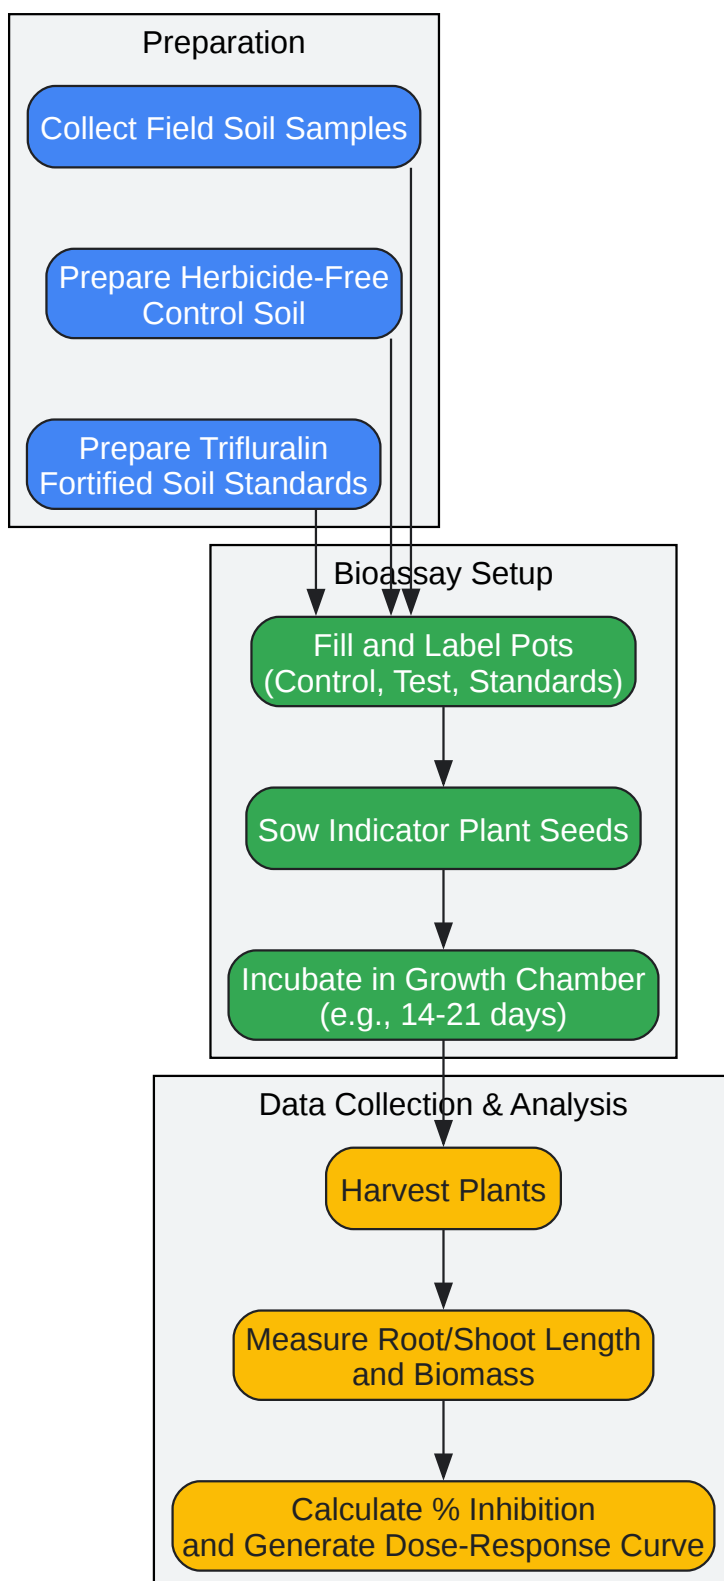 Preparation
Collect Field Soil Samples
Prepare Herbicide-Free
Control Soil
Prepare Trifluralin
Fortified Soil Standards
Bioassay Setup
Fill and Label Pots
(Control, Test, Standards)
Sow Indicator Plant Seeds
Incubate in Growth Chamber
(e.g., 14-21 days)
Data Collection & Analysis
Harvest Plants
Measure Root/Shoot Length
and Biomass
Calculate % Inhibition
and Generate Dose-Response Curve